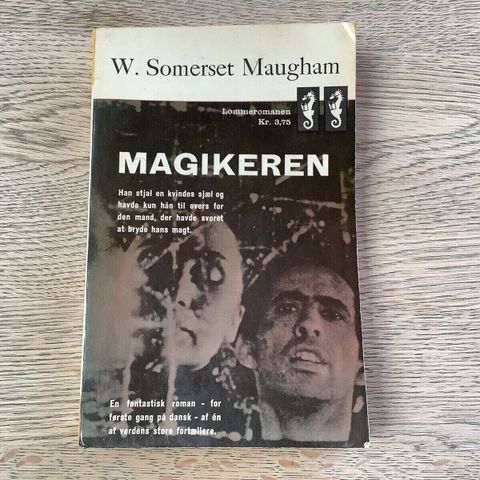 W. Somerset Maugham
Lommeromanen
Kr. 3,75
MAGIKEREN
Han stjal en kvindes sjæl og
havde kun hån til overs for
den mand, der havde svoret
at bryde hans magt.
En fantastisk roman - for
første gang på dansk - af én
af verdens store fortællere.